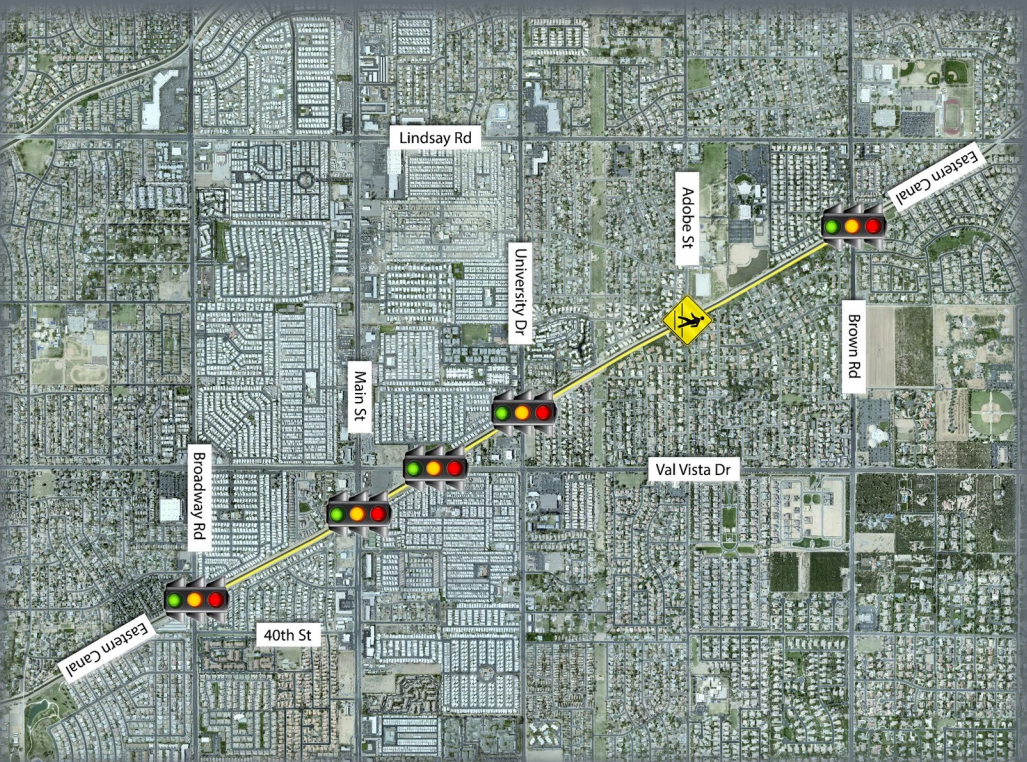 Lindsay Rd
Eastern Canal
Adobe St
University Dr
Brown Rd
Main St
Broadway Rd
Val Vista Dr
40th St
Eastern Canal